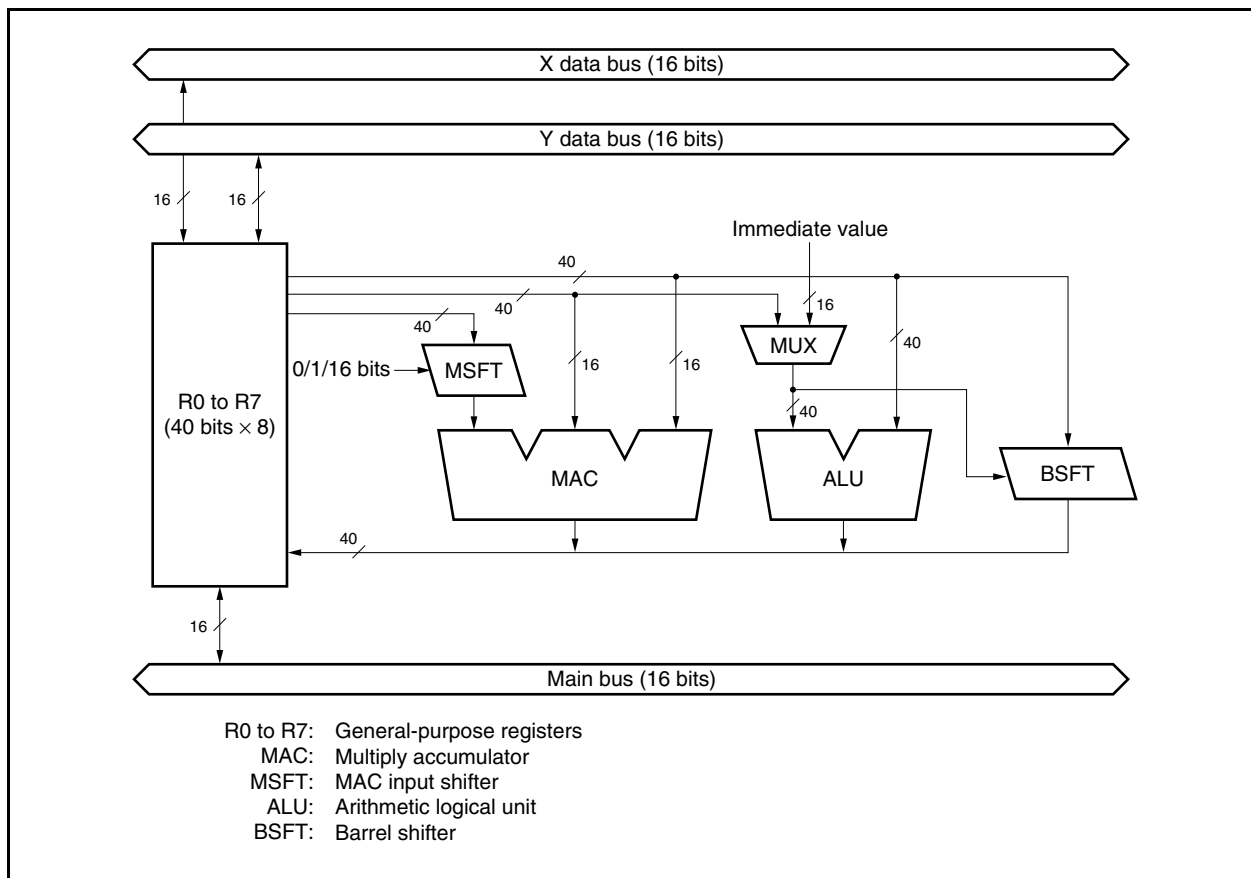 X data bus (16 bits)
Y data bus (16 bits)
16
16
Immediate value
40
40
40
16
MUX
40
0/1/16 bits
MSFT
16
16
R0 to R7
(40 bits × 8)
40
MAC
ALU
BSFT
40
16
Main bus (16 bits)
R0 to R7: General-purpose registers
MAC: Multiply accumulator
MSFT: MAC input shifter
ALU: Arithmetic logical unit
BSFT: Barrel shifter